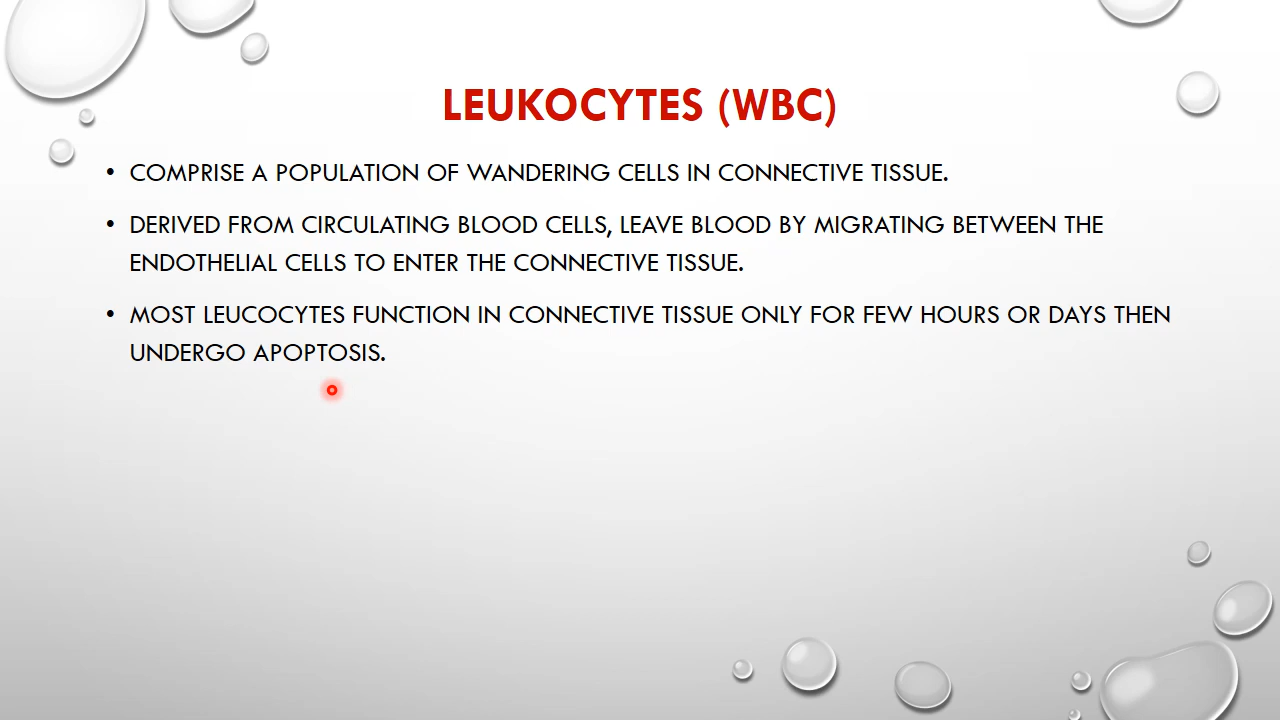 LEUKOCYTES (WBC)
• COMPRISE A POPULATION OF WANDERING CELLS IN CONNECTIVE TISSUE.
• DERIVED FROM CIRCULATING BLOOD CELLS, LEAVE BLOOD BY MIGRATING BETWEEN THE
ENDOTHELIAL CELLS TO ENTER THE CONNECTIVE TISSUE.
• MOST LEUCOCYTES FUNCTION IN CONNECTIVE TISSUE ONLY FOR FEW HOURS OR DAYS THEN
UNDERGO APOPTOSIS.